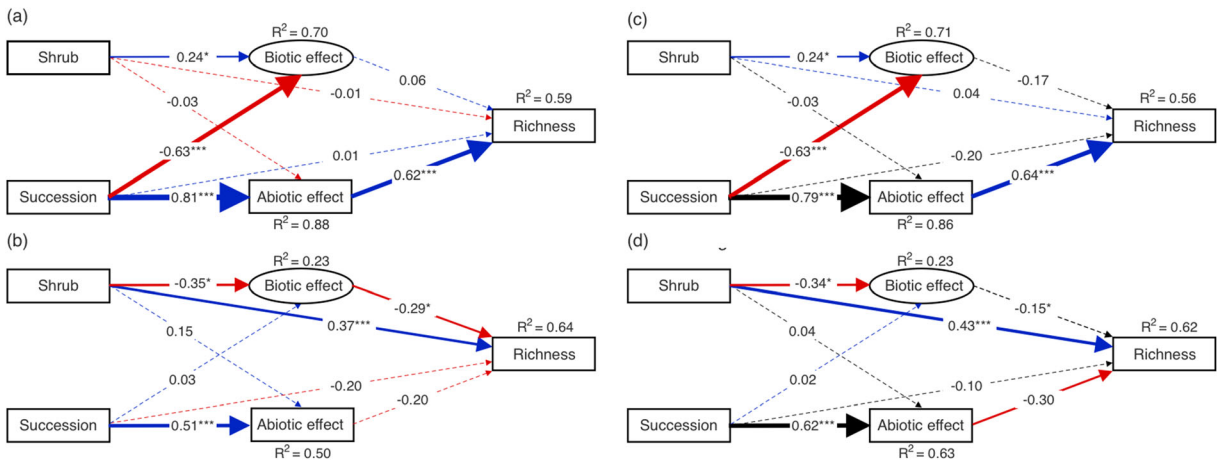 (a)
R² = 0.70
Shrub
0.24*
Biotic effect
0.06
-0.01
-0.03
R² = 0.59
Richness
-0.63***
0.01
0.62***
Succession
0.81***
Abiotic effect
R² = 0.88
(b)
R² = 0.23
Shrub
-0.35*
Biotic effect
-0.29*
0.37***
0.15
R² = 0.64
Richness
0.03
-0.20
-0.20
Succession
0.51***
Abiotic effect
R² = 0.50
(c)
R² = 0.71
Shrub
0.24*
Biotic effect
-0.17
0.04
-0.03
R² = 0.56
Richness
-0.63***
-0.20
0.64***
Succession
0.79***
Abiotic effect
R² = 0.86
(d)
R² = 0.23
Shrub
-0.34*
Biotic effect
-0.15*
0.43***
0.04
R² = 0.62
Richness
0.02
-0.10
-0.30
Succession
0.62***
Abiotic effect
R² = 0.63